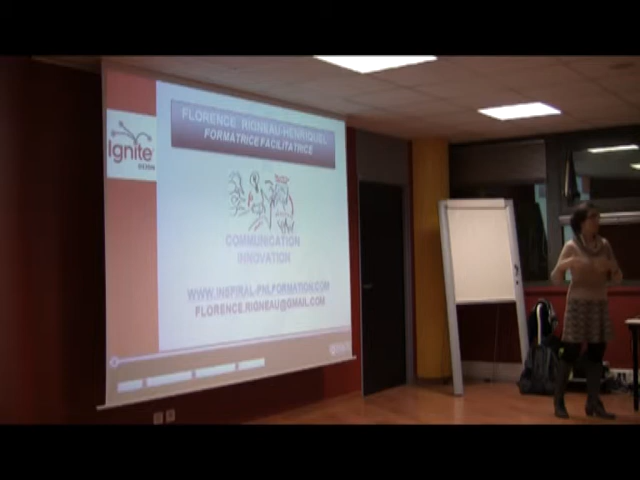 FLORENCE RIGNEAU-HENRIQUEL
FORMATRICE FACILITATRICE
Ignite
COMMUNICATION
INNOVATION
WWW.INSPIRAL-PNLFORMATION.COM
FLORENCE.RIGNEAU@GMAIL.COM